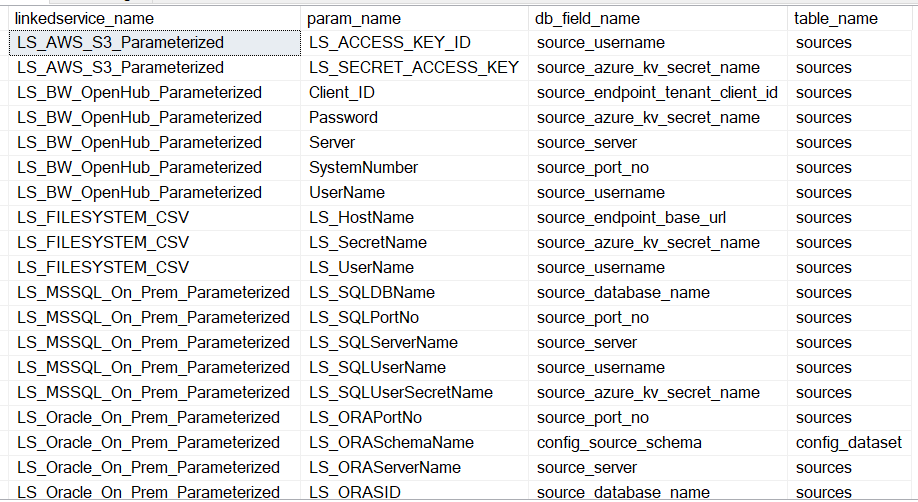 linkedservice_name param_name db_field_name table_name
LS_AWS_S3_Parameterized LS_ACCESS_KEY_ID source_username sources
LS_AWS_S3_Parameterized LS_SECRET_ACCESS_KEY source_azure_kv_secret_name sources
LS_BW_OpenHub_Parameterized Client_ID source_endpoint_tenant_client_id sources
LS_BW_OpenHub_Parameterized Password source_azure_kv_secret_name sources
LS_BW_OpenHub_Parameterized Server source_server sources
LS_BW_OpenHub_Parameterized SystemNumber source_port_no sources
LS_BW_OpenHub_Parameterized UserName source_username sources
LS_FILESYSTEM_CSV LS_HostName source_endpoint_base_url sources
LS_FILESYSTEM_CSV LS_SecretName source_azure_kv_secret_name sources
LS_FILESYSTEM_CSV LS_UserName source_username sources
LS_MSSQL_On_Prem_Parameterized LS_SQLDBName source_database_name sources
LS_MSSQL_On_Prem_Parameterized LS_SQLPortNo source_port_no sources
LS_MSSQL_On_Prem_Parameterized LS_SQLServerName source_server sources
LS_MSSQL_On_Prem_Parameterized LS_SQLUserName source_username sources
LS_MSSQL_On_Prem_Parameterized LS_SQLUserSecretName source_azure_kv_secret_name sources
LS_Oracle_On_Prem_Parameterized LS_ORAPortNo source_port_no sources
LS_Oracle_On_Prem_Parameterized LS_ORASchemaName config_source_schema config_dataset
LS_Oracle_On_Prem_Parameterized LS_ORAServerName source_server sources
LS_Oracle_On_Prem_Parameterized LS_ORASID source_database_name sources